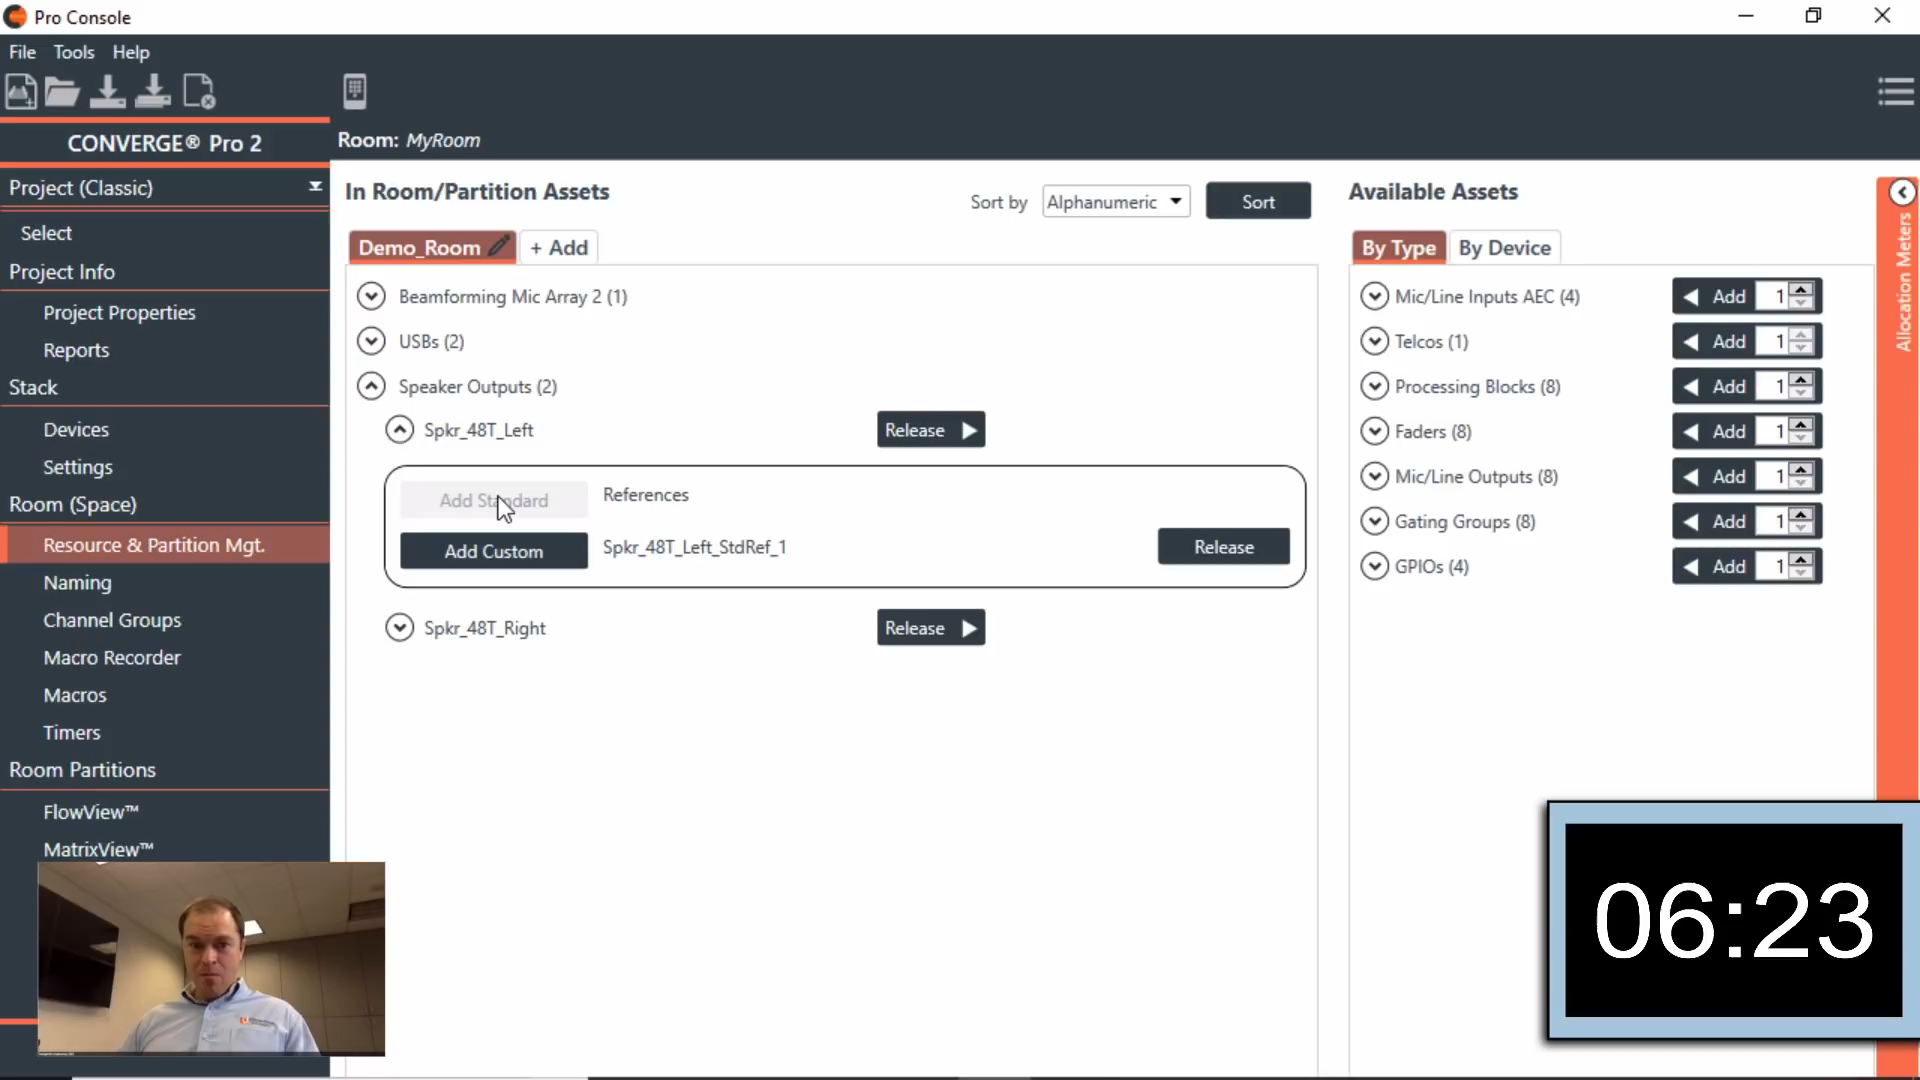 Pro Console
File Tools Help
CONVERGE® Pro 2
Room: MyRoom
Project (Classic)
Select
Project Info
Project Properties
Reports
Stack
Devices
Settings
Room (Space)
Resource & Partition Mgt.
Naming
Channel Groups
Macro Recorder
Macros
Timers
Room Partitions
FlowView™
MatrixView™
In Room/Partition Assets
Sort by Alphanumeric Sort
Demo_Room + Add
Beamforming Mic Array 2 (1)
USBs (2)
Speaker Outputs (2)
Spkr_48T_Left Release
Add Standard References
Add Custom Spkr_48T_Left_StdRef_1 Release
Spkr_48T_Right Release
Available Assets
By Type By Device
Mic/Line Inputs AEC (4) Add 1
Telcos (1) Add 1
Processing Blocks (8) Add 1
Faders (8) Add 1
Mic/Line Outputs (8) Add 1
Gating Groups (8) Add 1
GPIOs (4) Add 1
Allocation Meters
06:23